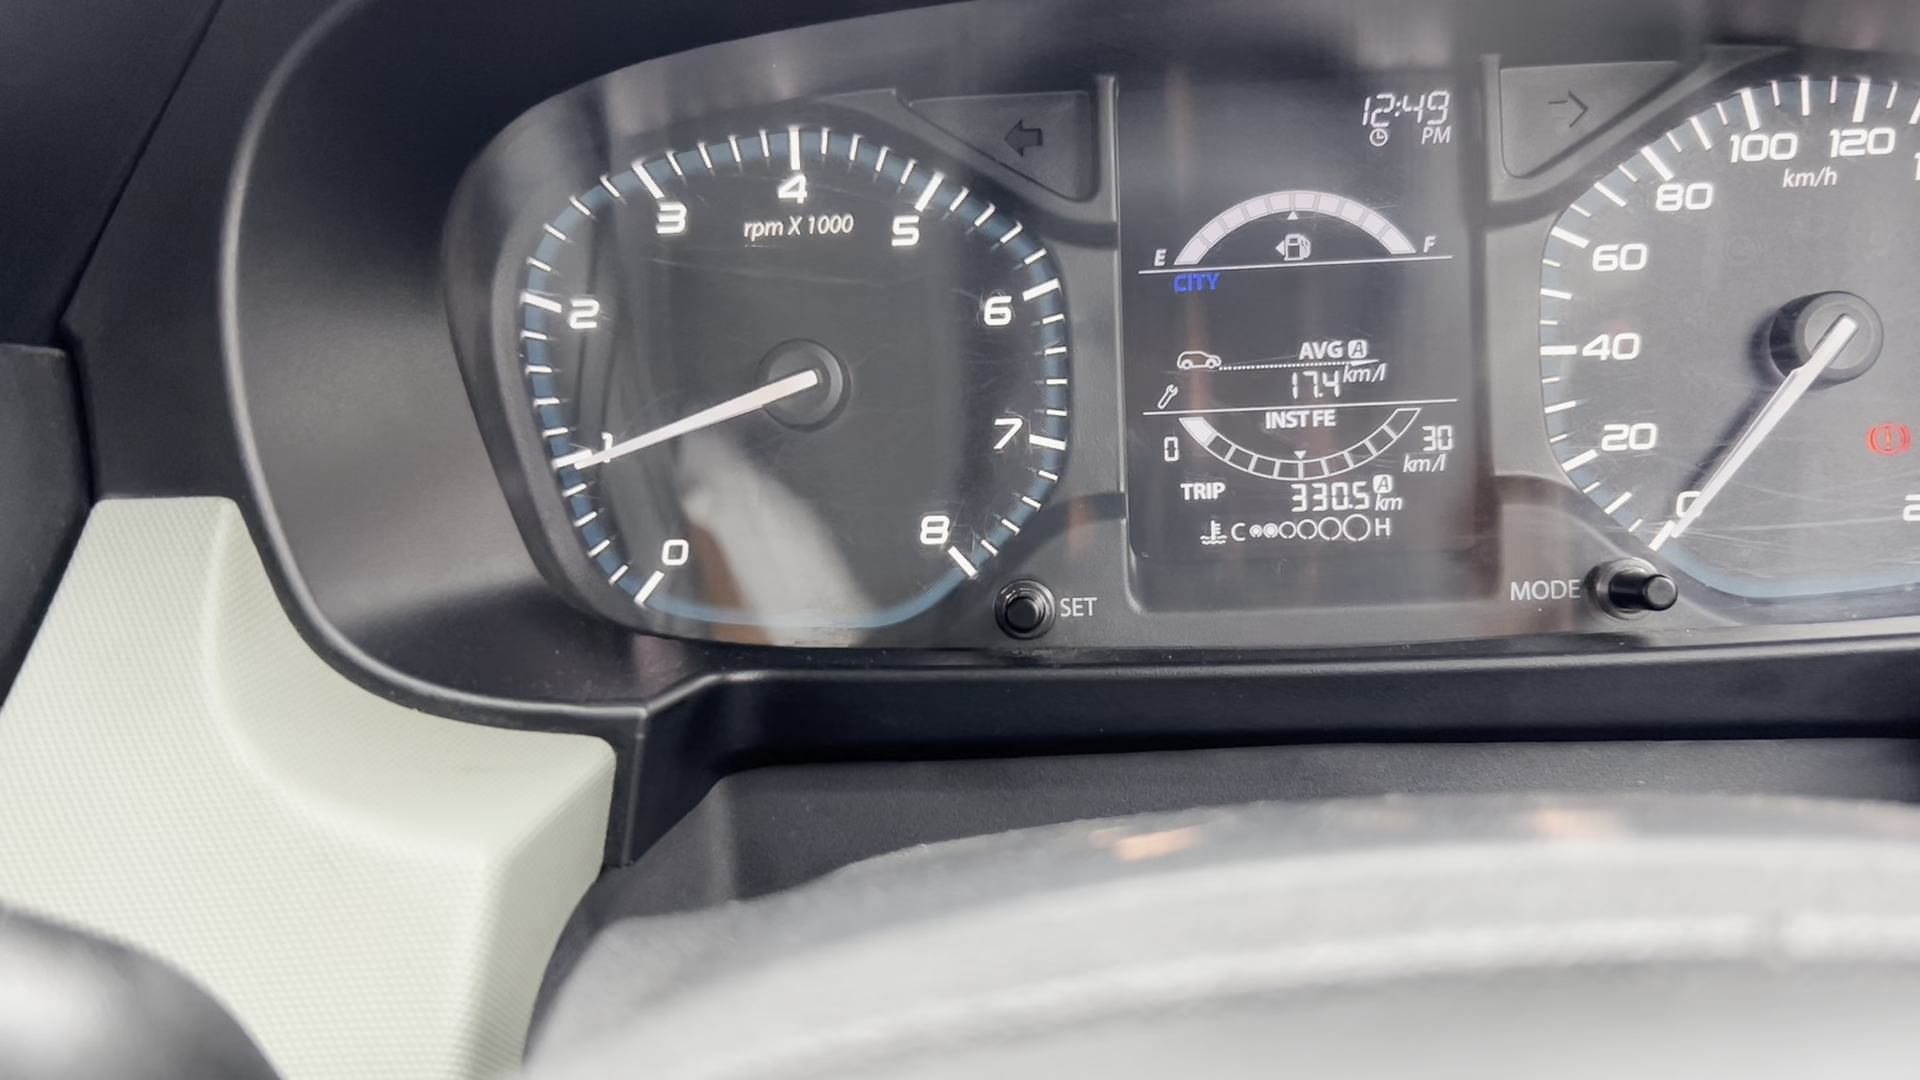 0
1
2
3
4
5
6
7
8
rpm X 1000
SET
12:49
PM
E F
CITY
AVG A
17.4 km/l
INST FE
0 30
km/l
TRIP 330.5 A km
C H
MODE
0
20
40
60
80
100
120
km/h